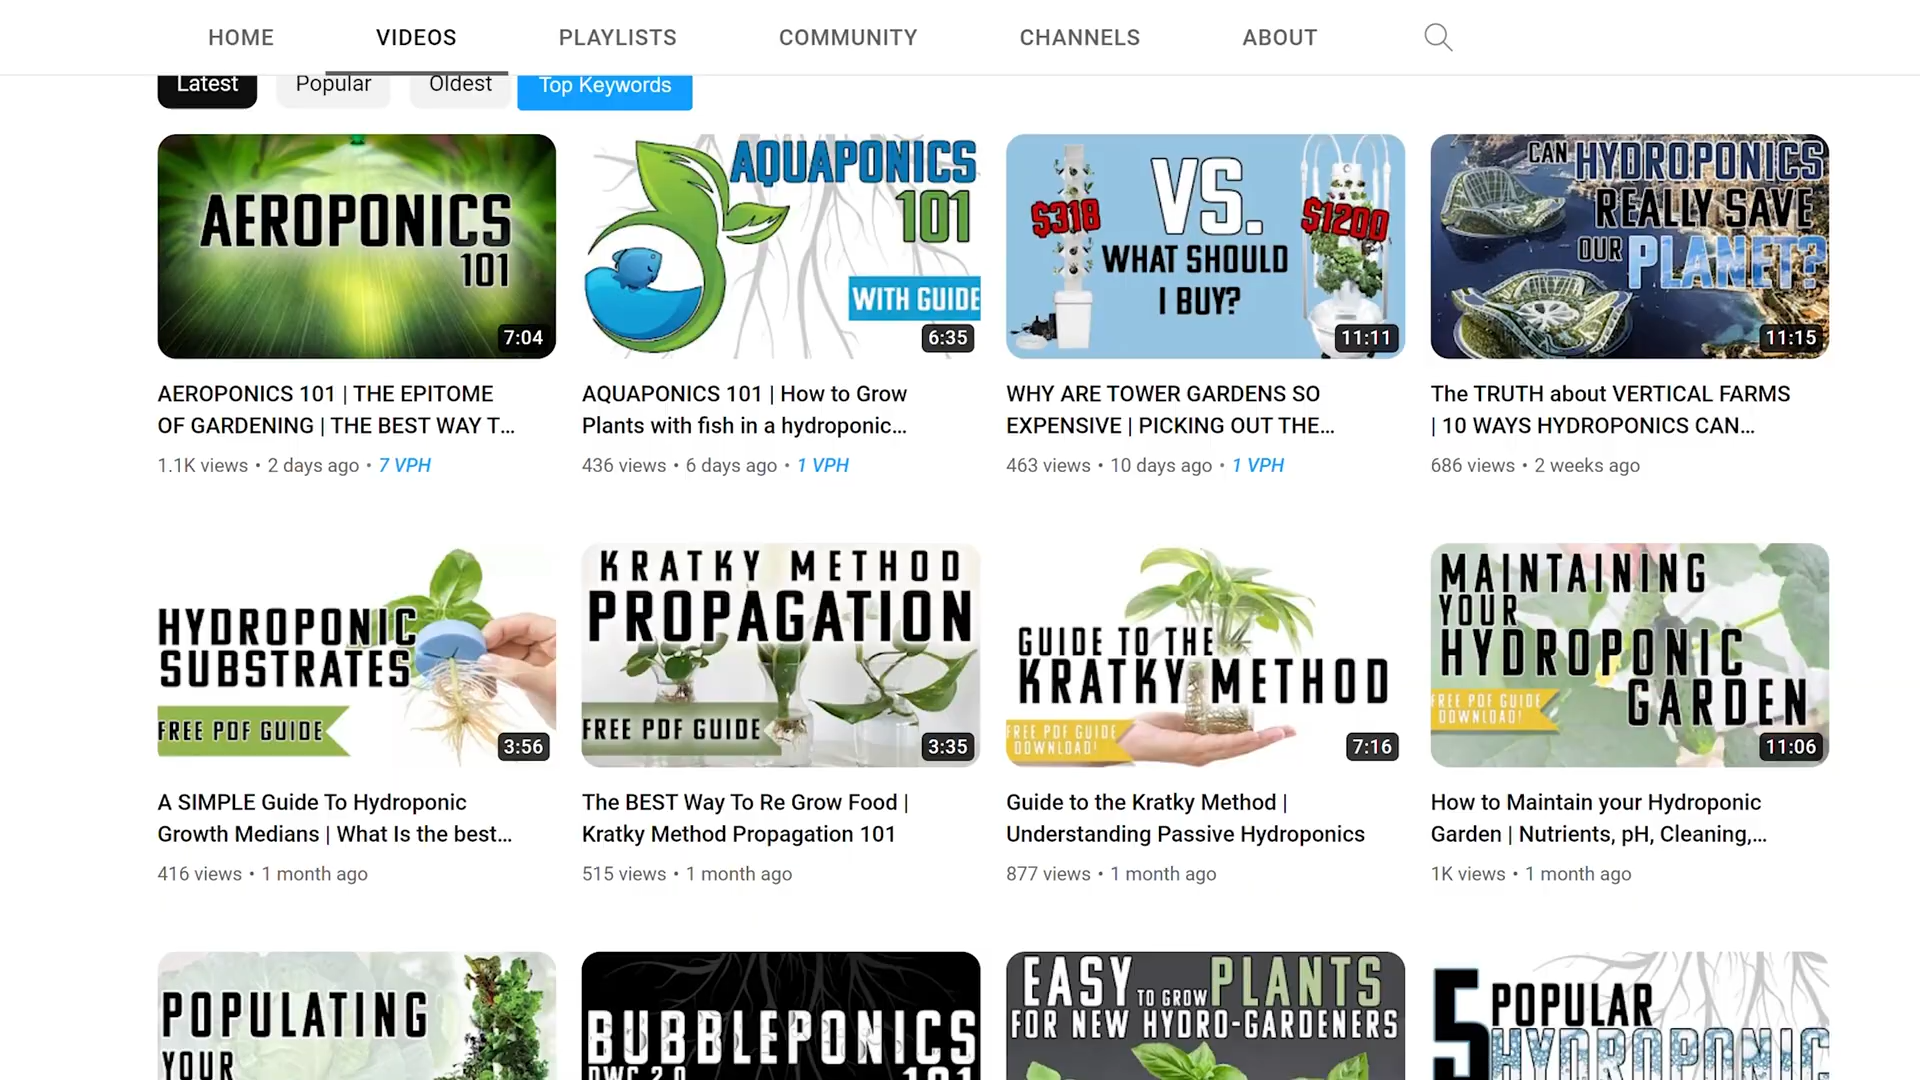 HOME VIDEOS PLAYLISTS COMMUNITY CHANNELS ABOUT
Latest Popular Oldest Top Keywords
AEROPONICS
101
7:04
AQUAPONICS
101
WITH GUIDE
6:35
$318
VS.
$1200
WHAT SHOULD
I BUY?
11:11
CAN HYDROPONICS
REALLY SAVE
OUR PLANET?
11:15
AEROPONICS 101 | THE EPITOME
OF GARDENING | THE BEST WAY T...
1.1K views • 2 days ago • 7 VPH
AQUAPONICS 101 | How to Grow
Plants with fish in a hydroponic...
436 views • 6 days ago • 1 VPH
WHY ARE TOWER GARDENS SO
EXPENSIVE | PICKING OUT THE...
463 views • 10 days ago • 1 VPH
The TRUTH about VERTICAL FARMS
| 10 WAYS HYDROPONICS CAN...
686 views • 2 weeks ago
HYDROPONIC
SUBSTRATES
FREE PDF GUIDE
3:56
KRATKY METHOD
PROPAGATION
FREE PDF GUIDE
3:35
GUIDE TO THE
KRATKY METHOD
FREE PDF GUIDE
DOWNLOAD!
7:16
MAINTAINING
YOUR
HYDROPONIC
GARDEN
FREE PDF GUIDE
DOWNLOAD!
11:06
A SIMPLE Guide To Hydroponic
Growth Medians | What Is the best...
416 views • 1 month ago
The BEST Way To Re Grow Food |
Kratky Method Propagation 101
515 views • 1 month ago
Guide to the Kratky Method |
Understanding Passive Hydroponics
877 views • 1 month ago
How to Maintain your Hydroponic
Garden | Nutrients, pH, Cleaning,...
1K views • 1 month ago
POPULATING
YOUR
BUBBLEPONICS
DWC 2.0 101
EASY TO GROW PLANTS
FOR NEW HYDRO-GARDENERS
5 POPULAR
HYDROPONIC